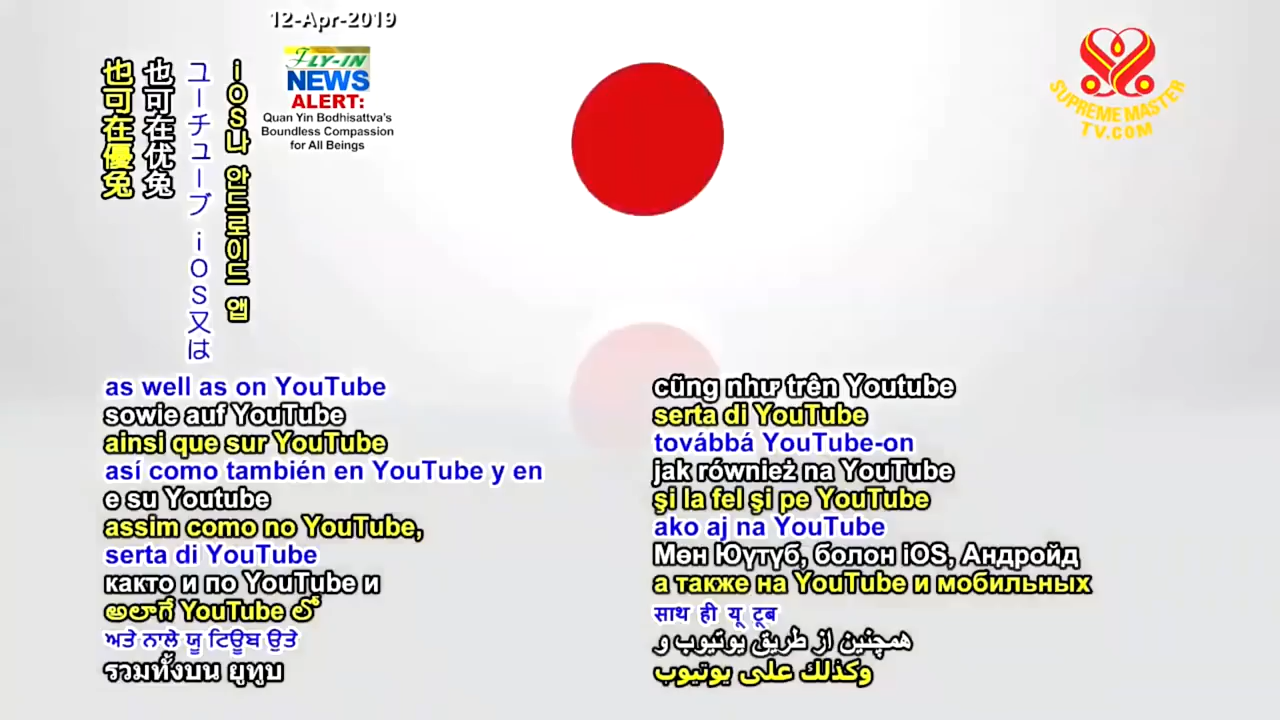 12-Apr-2019
FLY-IN
NEWS
ALERT:
Quan Yin Bodhisattva's
Boundless Compassion
for All Beings
SUPREME MASTER
TV.COM
iOS나 안드로이드 앱
ユーチューブ iOS又は
也可在优兔
也可在優兔
as well as on YouTube
sowie auf YouTube
ainsi que sur YouTube
así como también en YouTube y en
e su Youtube
assim como no YouTube,
serta di YouTube
както и по YouTube и
అలాగే YouTube లో
ਅਤੇ ਨਾਲੇ ਯੂ ਟਿਊਬ ਉਤੇ
รวมทั้งบน ยูทูบ
cũng như trên Youtube
serta di YouTube
továbbá YouTube-on
jak również na YouTube
şi la fel şi pe YouTube
ako aj na YouTube
Мөн Юүтүб, болон iOS, Андройд
а также на YouTube и мобильных
साथ ही यू टूब
همچنین از طریق یوتیوب و
وكذلك على يوتيوب